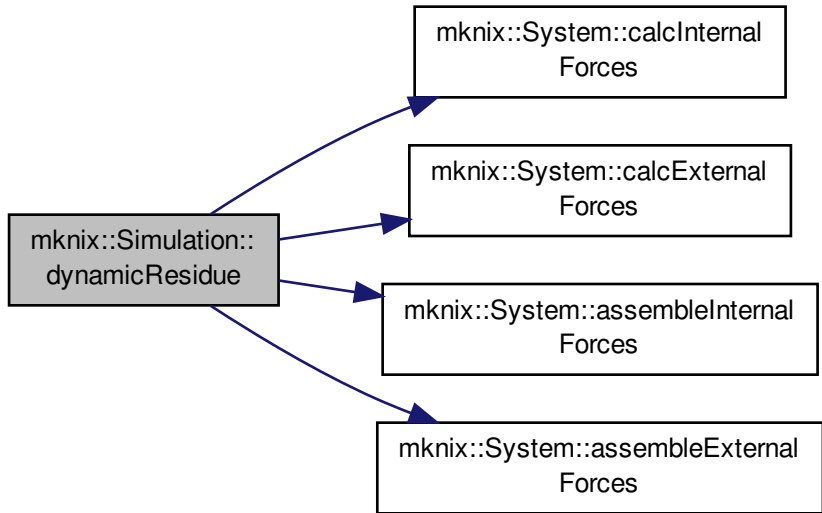 mknix::System::calcInternal
Forces
mknix::System::calcExternal
Forces
mknix::Simulation::
dynamicResidue
mknix::System::assembleInternal
Forces
mknix::System::assembleExternal
Forces